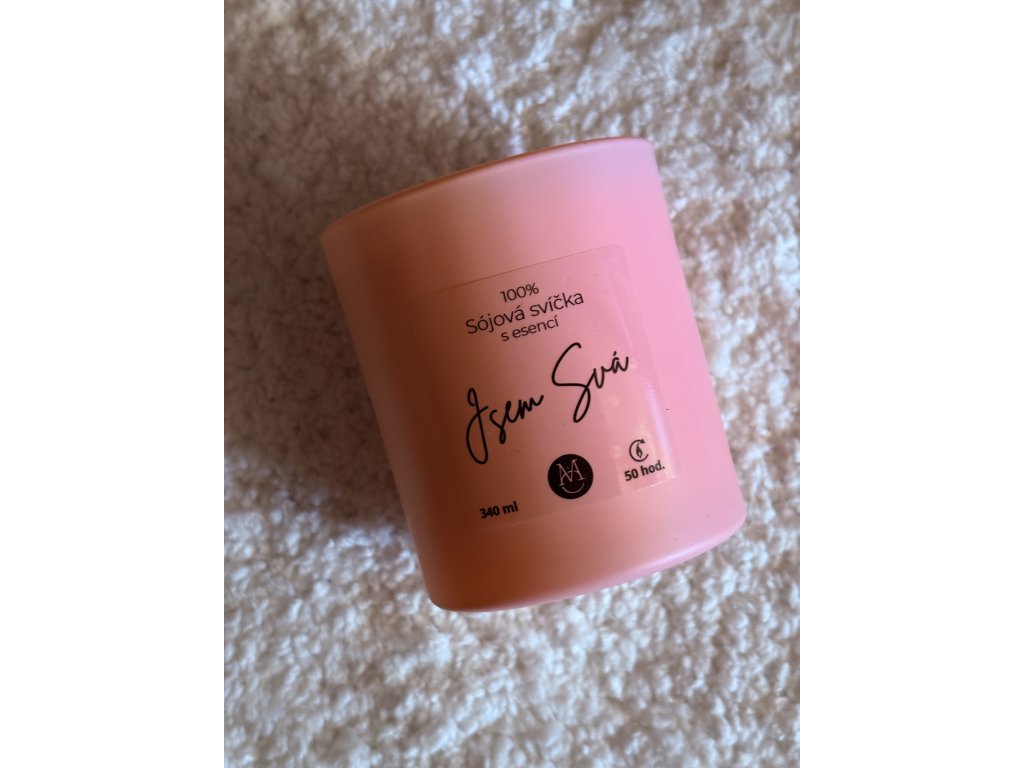 100%
Sójová svíčka
s esencí
Jsem Svá
340 ml
50 hod.